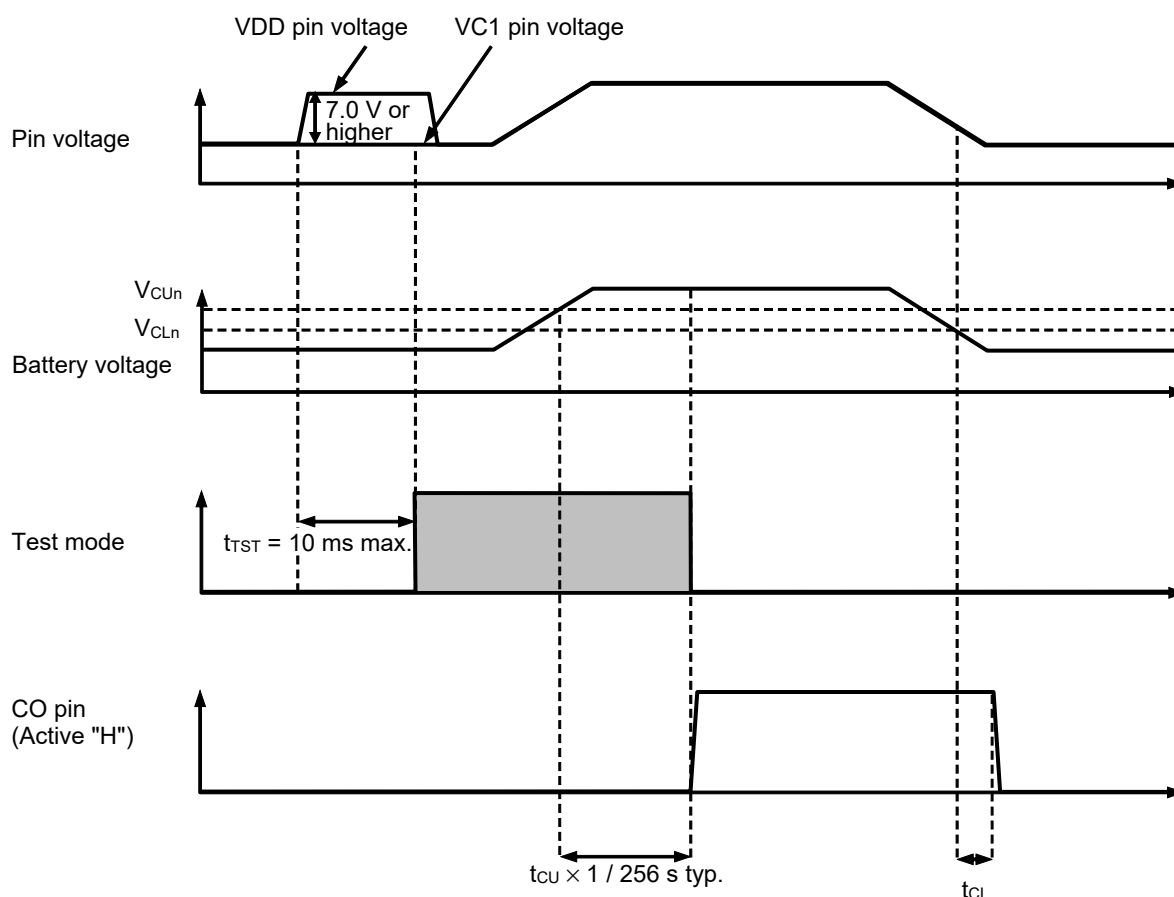 VDD pin voltage
VC1 pin voltage
7.0 V or
higher
Pin voltage
VCUn
VCLn
Battery voltage
tTST = 10 ms max.
Test mode
CO pin
(Active "H")
tCU × 1 / 256 s typ.
tCL